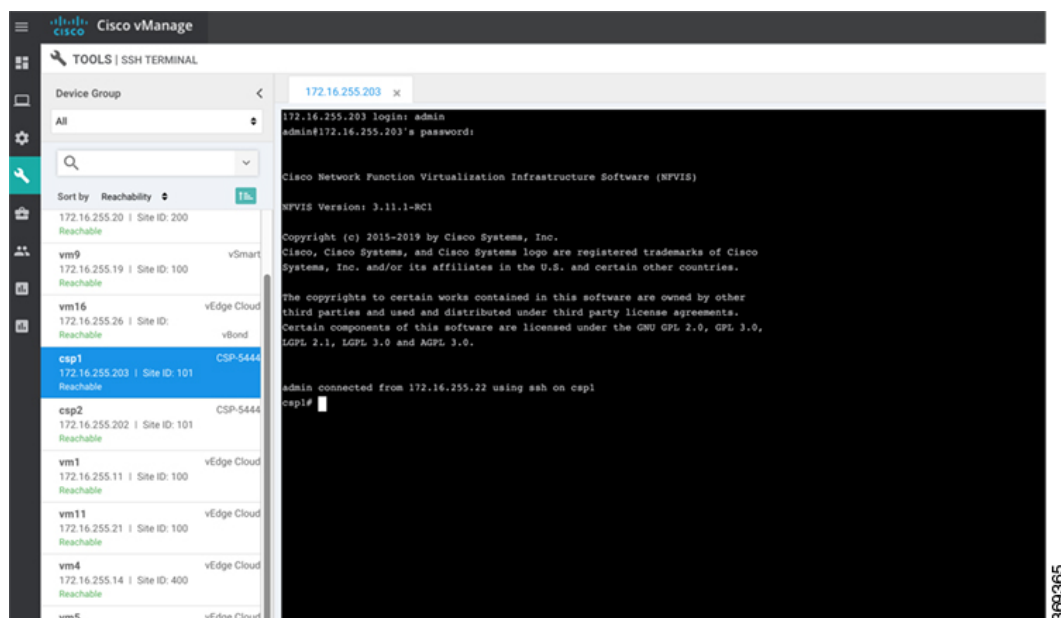 Cisco vManage
TOOLS | SSH TERMINAL
Device Group
All
Sort by Reachability
172.16.255.20 | Site ID: 200
Reachable
vm9 vSmart
172.16.255.19 | Site ID: 100
Reachable
vm16 vEdge Cloud
172.16.255.26 | Site ID:
Reachable vBond
csp1 CSP-5444
172.16.255.203 | Site ID: 101
Reachable
csp2 CSP-5444
172.16.255.202 | Site ID: 101
Reachable
vm1 vEdge Cloud
172.16.255.11 | Site ID: 100
Reachable
vm11 vEdge Cloud
172.16.255.21 | Site ID: 100
Reachable
vm4 vEdge Cloud
172.16.255.14 | Site ID: 400
Reachable
vm5 vEdge Cloud
172.16.255.203 x
172.16.255.203 login: admin
admin@172.16.255.203's password:
Cisco Network Function Virtualization Infrastructure Software (NFVIS)
NFVIS Version: 3.11.1-RC1
Copyright (c) 2015-2019 by Cisco Systems, Inc.
Cisco, Cisco Systems, and Cisco Systems logo are registered trademarks of Cisco
Systems, Inc. and/or its affiliates in the U.S. and certain other countries.
The copyrights to certain works contained in this software are owned by other
third parties and used and distributed under third party license agreements.
Certain components of this software are licensed under the GNU GPL 2.0, GPL 3.0,
LGPL 2.1, LGPL 3.0 and AGPL 3.0.
admin connected from 172.16.255.22 using ssh on csp1
csp1#
369365